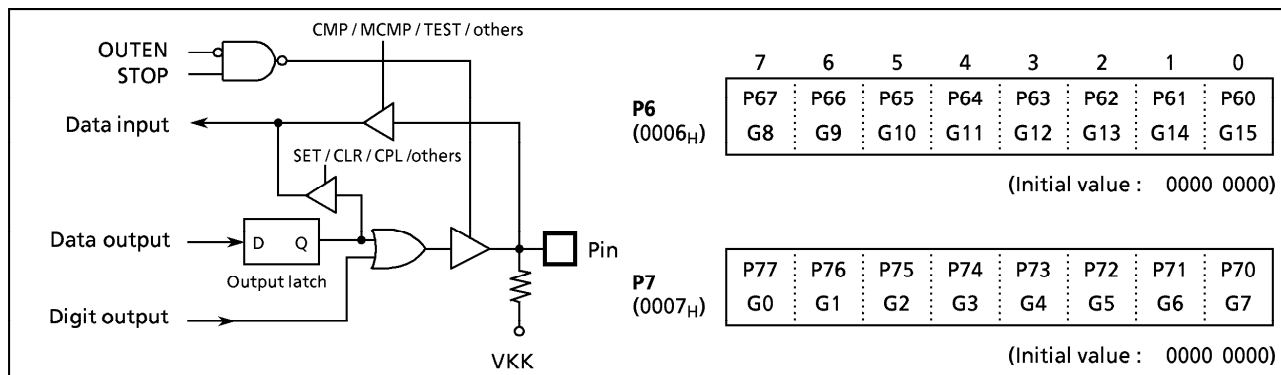 CMP / MCMP / TEST / others
OUTEN
STOP
Data input
SET / CLR / CPL /others
Data output
D Q
Output latch
Digit output
Pin
VKK
7 6 5 4 3 2 1 0
P6
(0006H)
P67 P66 P65 P64 P63 P62 P61 P60
G8 G9 G10 G11 G12 G13 G14 G15
(Initial value : 0000 0000)
P7
(0007H)
P77 P76 P75 P74 P73 P72 P71 P70
G0 G1 G2 G3 G4 G5 G6 G7
(Initial value : 0000 0000)